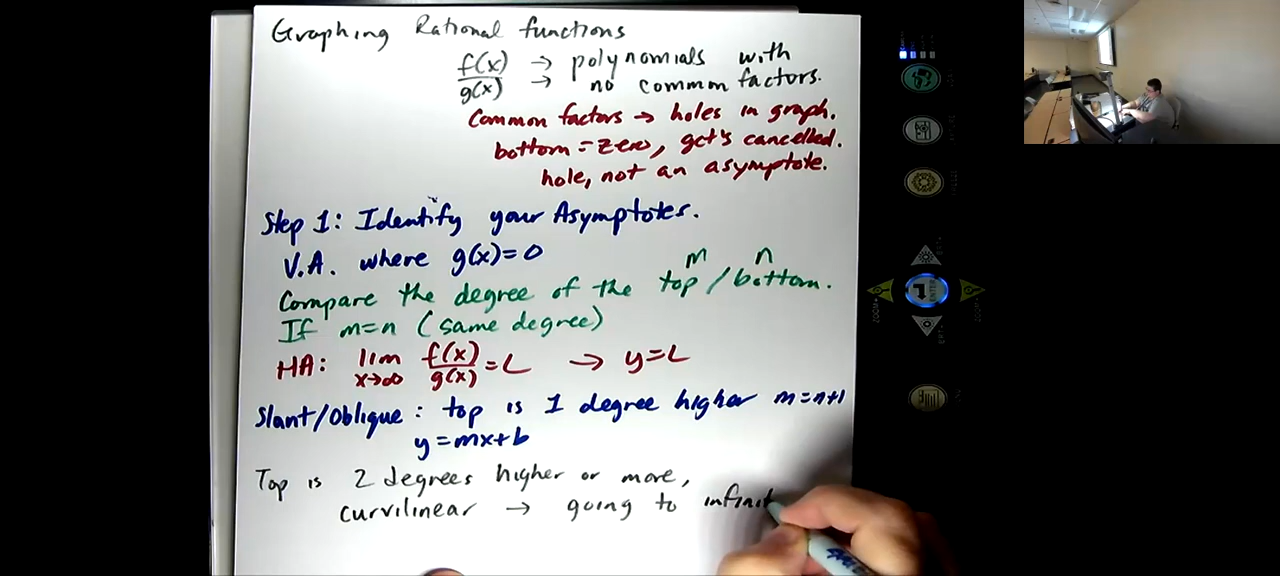 Graphing Rational functions
f(x) → polynomials with
g(x) → no common factors.
Common factors → holes in graph.
bottom = zero, gets cancelled.
hole, not an asymptote.
Step 1: Identify your Asymptotes.
V.A. where g(x)=0
m n
Compare the degree of the top / bottom.
If m=n (same degree)
HA: lim x→∞ f(x)/g(x) = L → y=L
Slant/Oblique: top is 1 degree higher m=n+1
y=mx+b
Top is 2 degrees higher or more,
curvilinear → going to infinit
ENTER